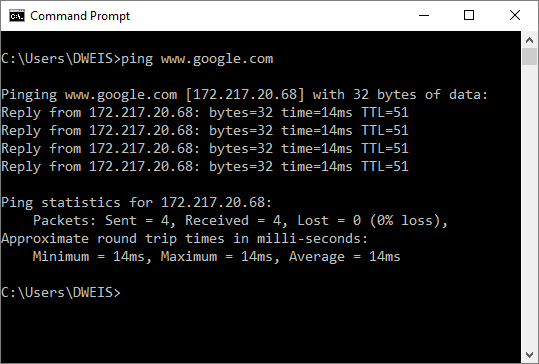 Command Prompt
C:\Users\DWEIS>ping www.google.com
Pinging www.google.com [172.217.20.68] with 32 bytes of data:
Reply from 172.217.20.68: bytes=32 time=14ms TTL=51
Reply from 172.217.20.68: bytes=32 time=14ms TTL=51
Reply from 172.217.20.68: bytes=32 time=14ms TTL=51
Reply from 172.217.20.68: bytes=32 time=14ms TTL=51
Ping statistics for 172.217.20.68:
    Packets: Sent = 4, Received = 4, Lost = 0 (0% loss),
Approximate round trip times in milli-seconds:
    Minimum = 14ms, Maximum = 14ms, Average = 14ms
C:\Users\DWEIS>